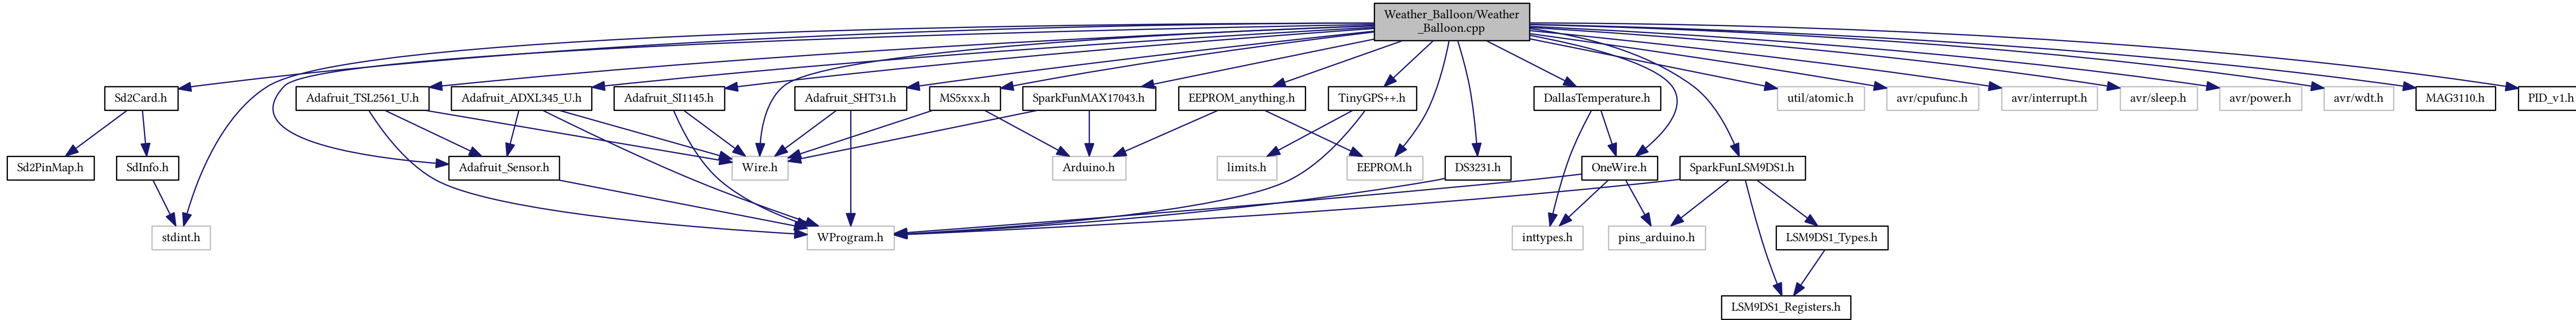 Weather_Balloon/Weather
_Balloon.cpp
Sd2Card.h
Adafruit_TSL2561_U.h
Adafruit_ADXL345_U.h
Adafruit_SI1145.h
Adafruit_SHT31.h
MS5xxx.h
SparkFunMAX17043.h
EEPROM_anything.h
TinyGPS++.h
DallasTemperature.h
util/atomic.h
avr/cpufunc.h
avr/interrupt.h
avr/sleep.h
avr/power.h
avr/wdt.h
MAG3110.h
PID_v1.h
Sd2PinMap.h
SdInfo.h
Adafruit_Sensor.h
Wire.h
Arduino.h
limits.h
EEPROM.h
DS3231.h
OneWire.h
SparkFunLSM9DS1.h
stdint.h
WProgram.h
inttypes.h
pins_arduino.h
LSM9DS1_Types.h
LSM9DS1_Registers.h